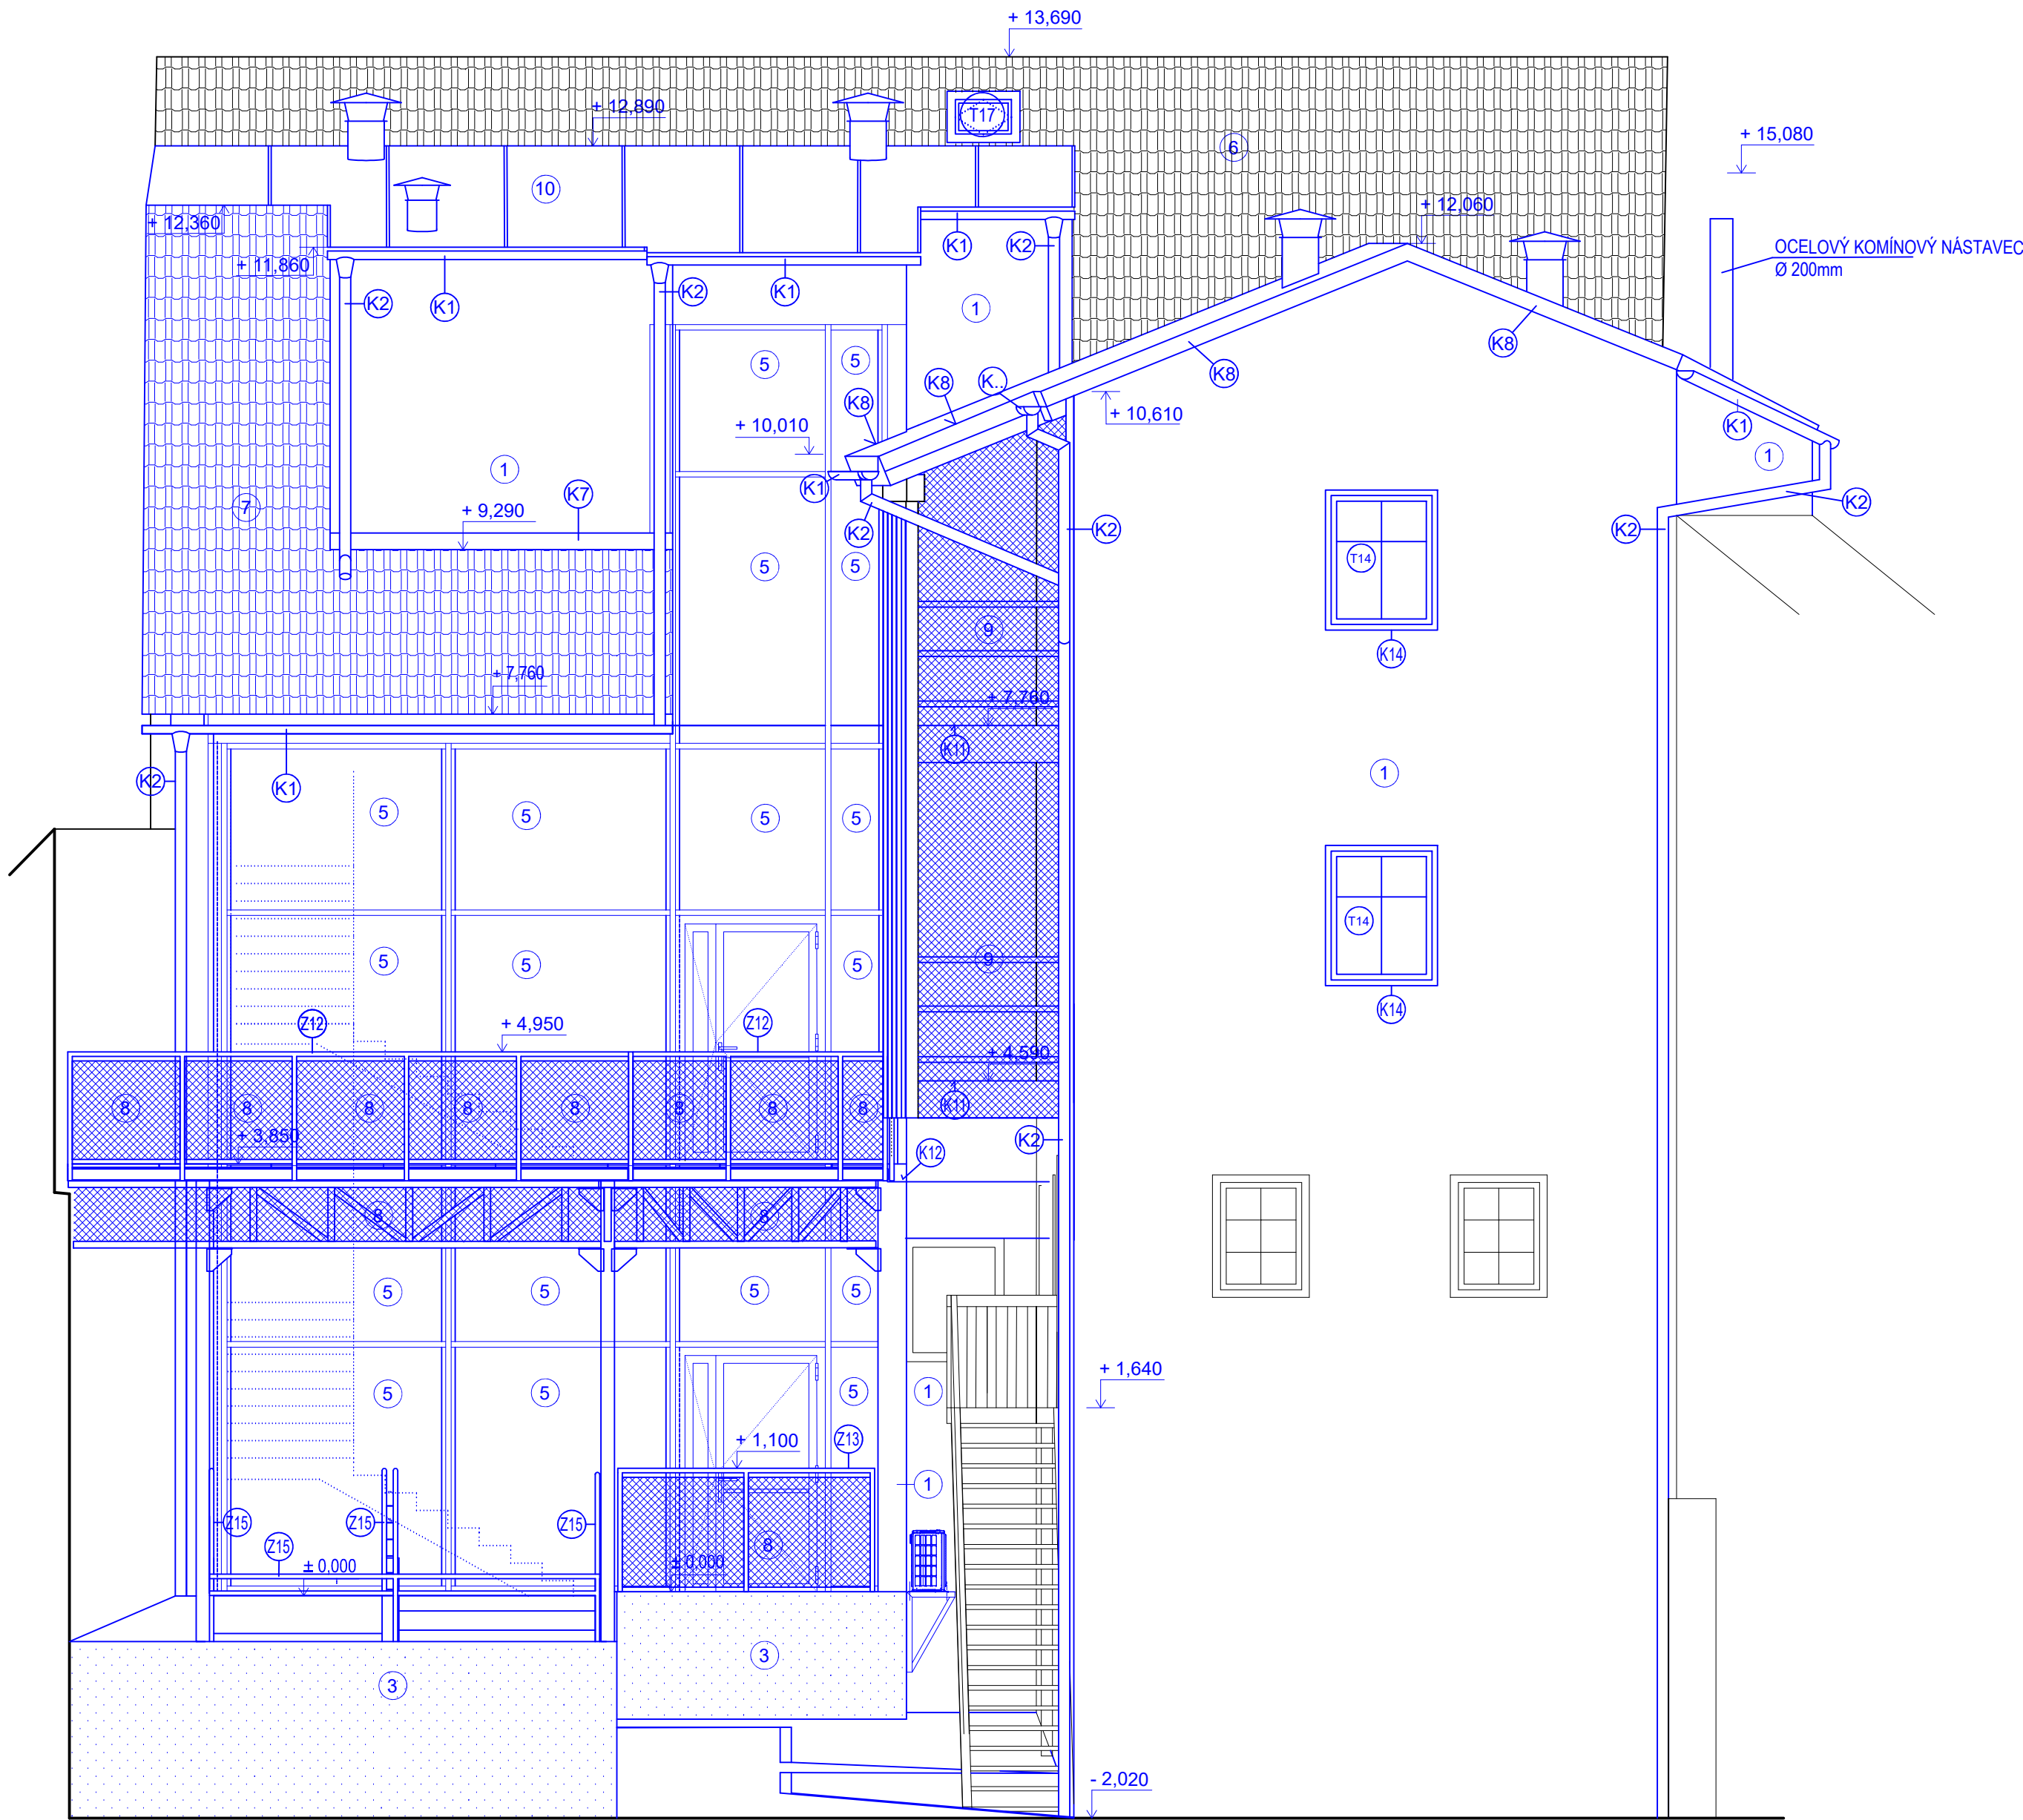 + 13,690
+ 12,890
T17
6
+ 15,080
10
+ 12,360
+ 12,060
K1
K2
OCELOVÝ KOMÍNOVÝ NÁSTAVEC
Ø 200mm
+ 11,860
K2
K1
K2
K1
1
K8
5
5
K8
K8
K..
K8
+ 10,010
+ 10,610
K1
1
1
K7
K1
7
+ 9,290
K2
K2
K2
K2
5
5
T14
9
K14
+ 7,760
+ 7,760
K11
1
K2
K1
5
5
5
5
T14
5
5
5
9
Z12
+ 4,950
Z12
K14
+ 4,590
8
8
8
8
8
8
8
8
K11
+ 3,850
K2
K12
8
8
5
5
5
5
+ 1,640
5
5
5
1
+ 1,100
Z13
1
Z15
Z15
Z15
Z15
8
± 0,000
± 0,000
3
3
- 2,020